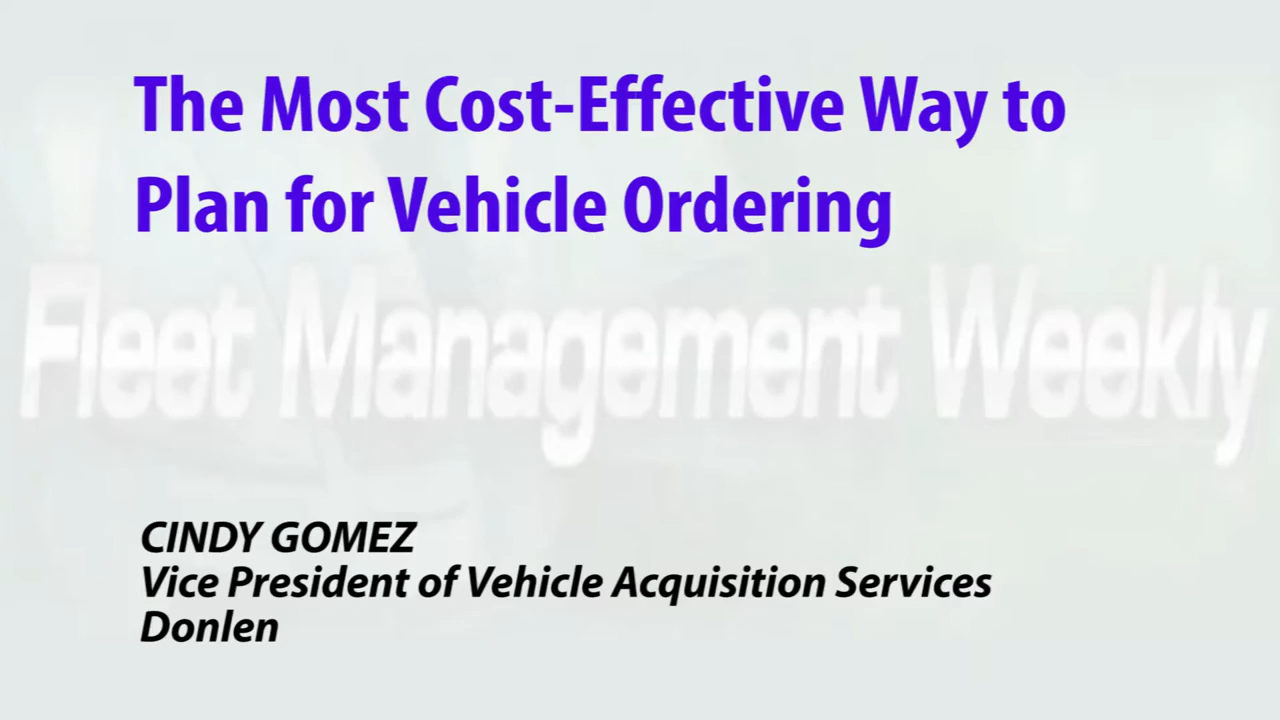 The Most Cost-Effective Way to
Plan for Vehicle Ordering
Fleet Management Weekly
CINDY GOMEZ
Vice President of Vehicle Acquisition Services
Donlen